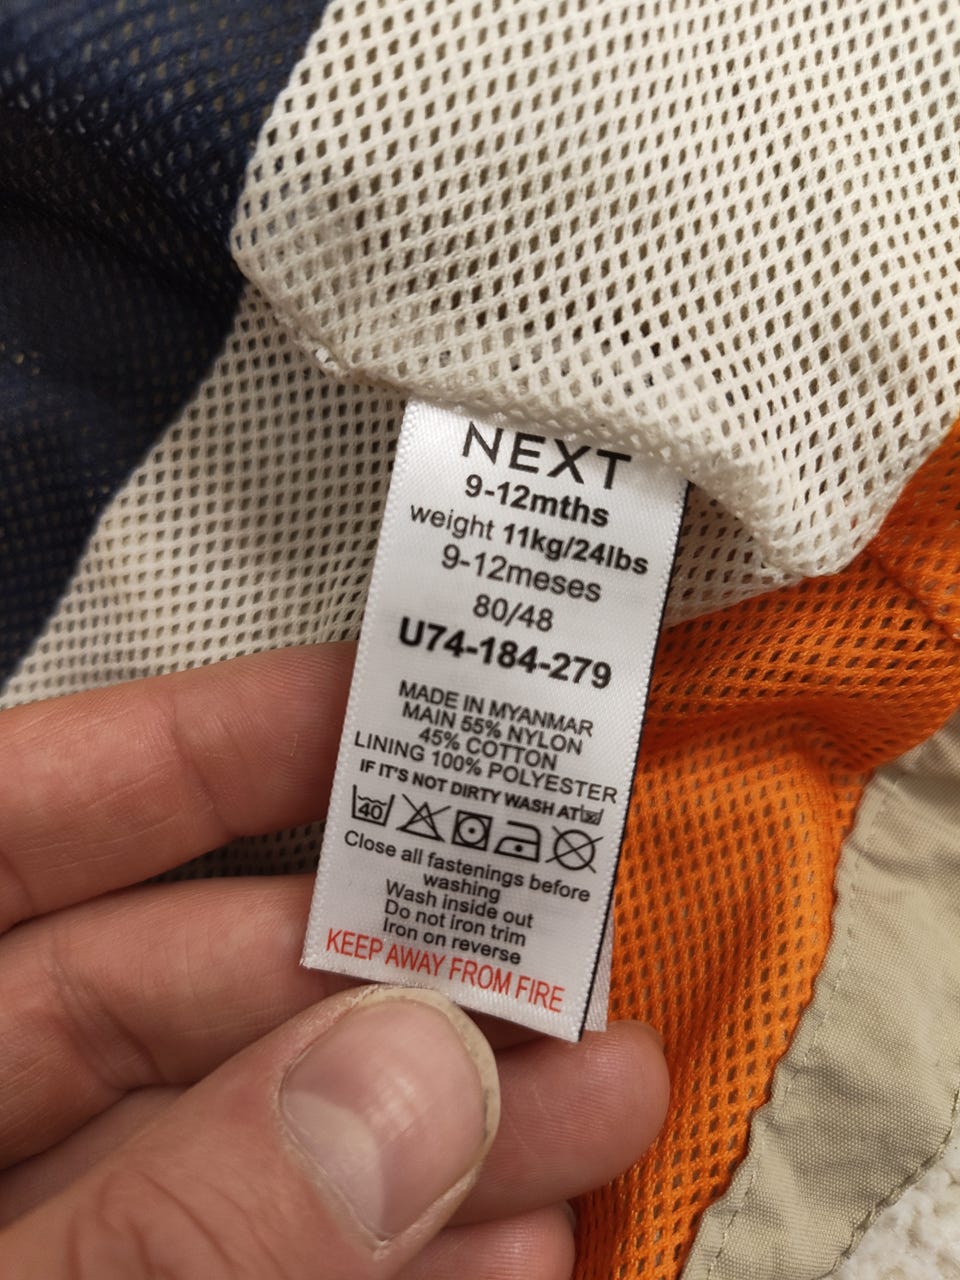 NEXT
9-12mths
weight 11kg/24lbs
9-12meses
80/48
U74-184-279
MADE IN MYANMAR
MAIN 55% NYLON
45% COTTON
LINING 100% POLYESTER
IF IT'S NOT DIRTY WASH AT
40
Close all fastenings before
washing
Wash inside out
Do not iron trim
Iron on reverse
KEEP AWAY FROM FIRE